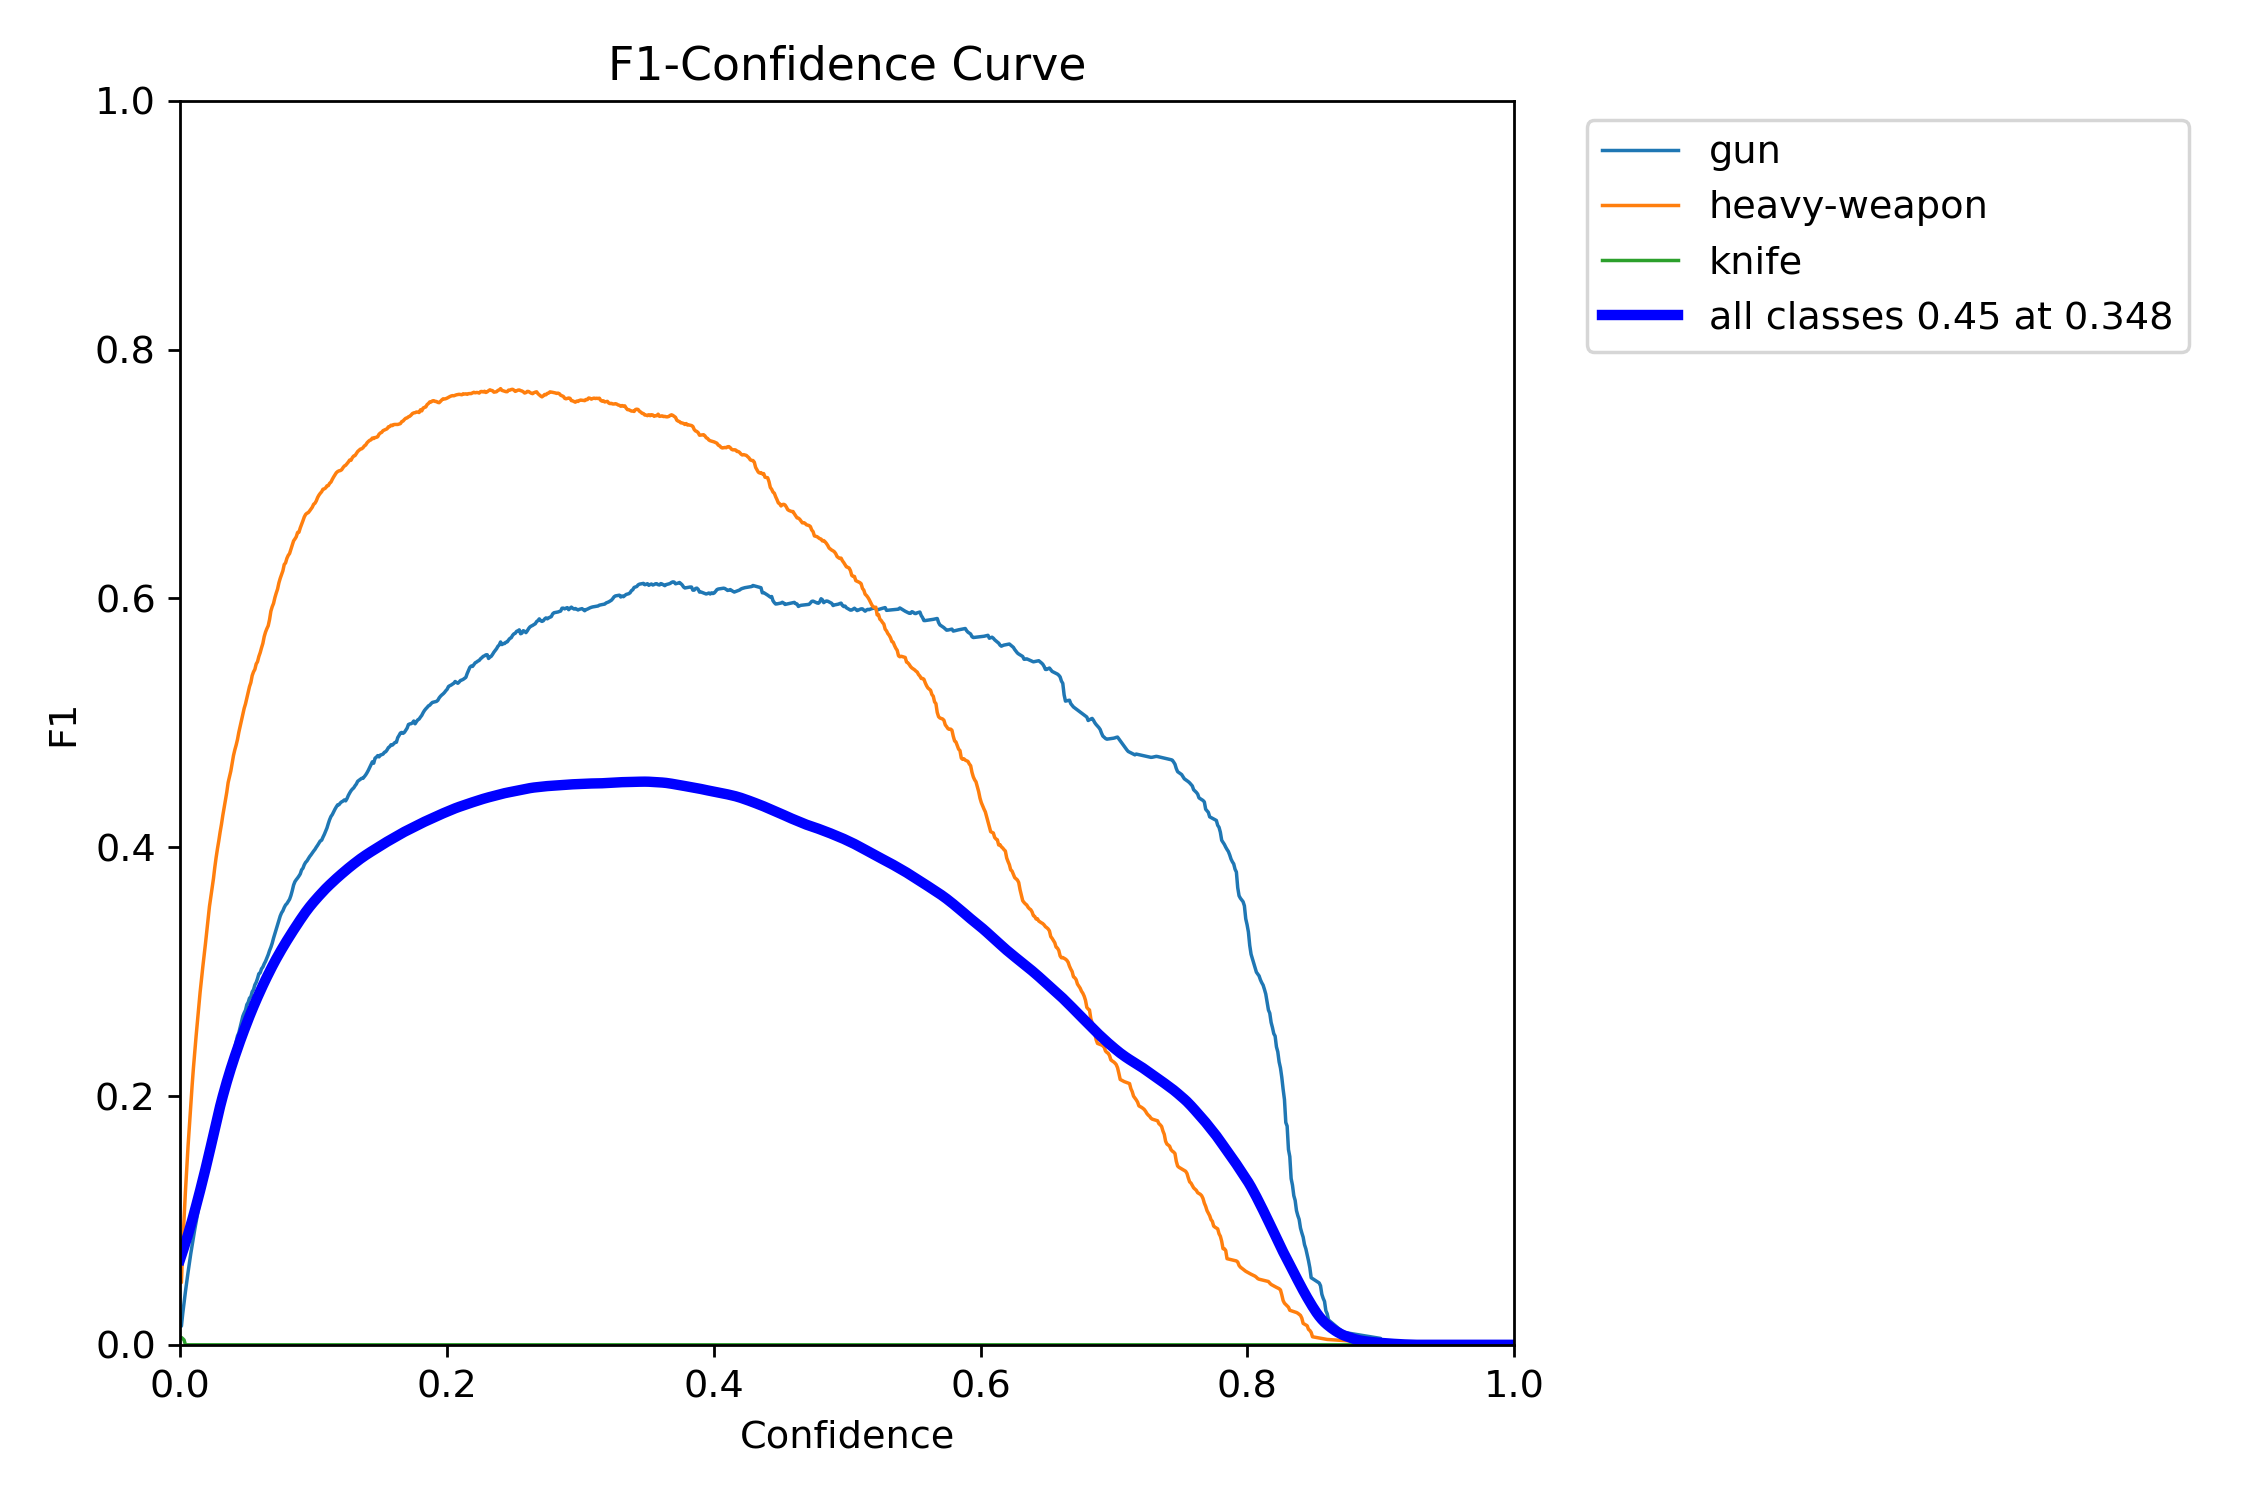 F1-Confidence Curve
1.0
0.8
0.6
0.4
0.2
0.0
F1
0.0 0.2 0.4 0.6 0.8 1.0
Confidence
gun
heavy-weapon
knife
all classes 0.45 at 0.348